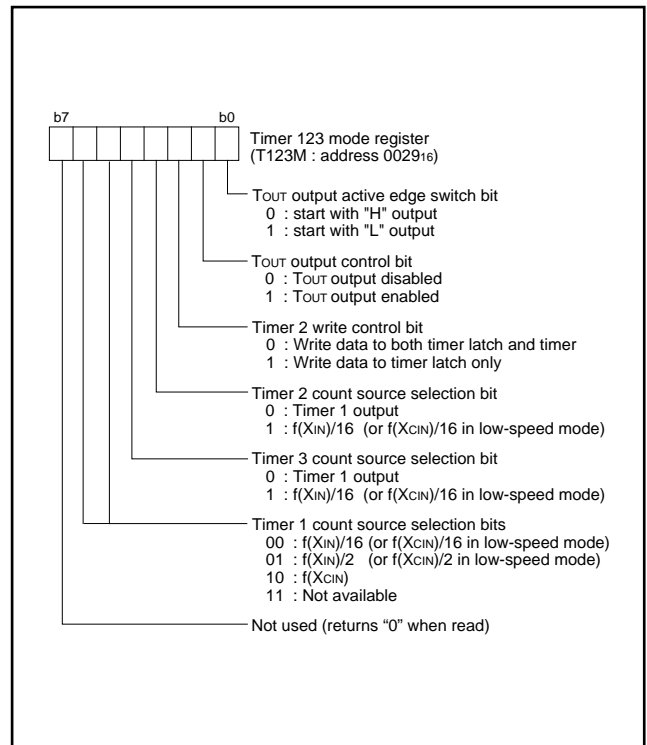 b7 b0
Timer 123 mode register
(T123M : address 002916)
TOUT output active edge switch bit
0 : start with "H" output
1 : start with "L" output
TOUT output control bit
0 : TOUT output disabled
1 : TOUT output enabled
Timer 2 write control bit
0 : Write data to both timer latch and timer
1 : Write data to timer latch only
Timer 2 count source selection bit
0 : Timer 1 output
1 : f(XIN)/16 (or f(XCIN)/16 in low-speed mode)
Timer 3 count source selection bit
0 : Timer 1 output
1 : f(XIN)/16 (or f(XCIN)/16 in low-speed mode)
Timer 1 count source selection bits
00 : f(XIN)/16 (or f(XCIN)/16 in low-speed mode)
01 : f(XIN)/2 (or f(XCIN)/2 in low-speed mode)
10 : f(XCIN)
11 : Not available
Not used (returns “0” when read)